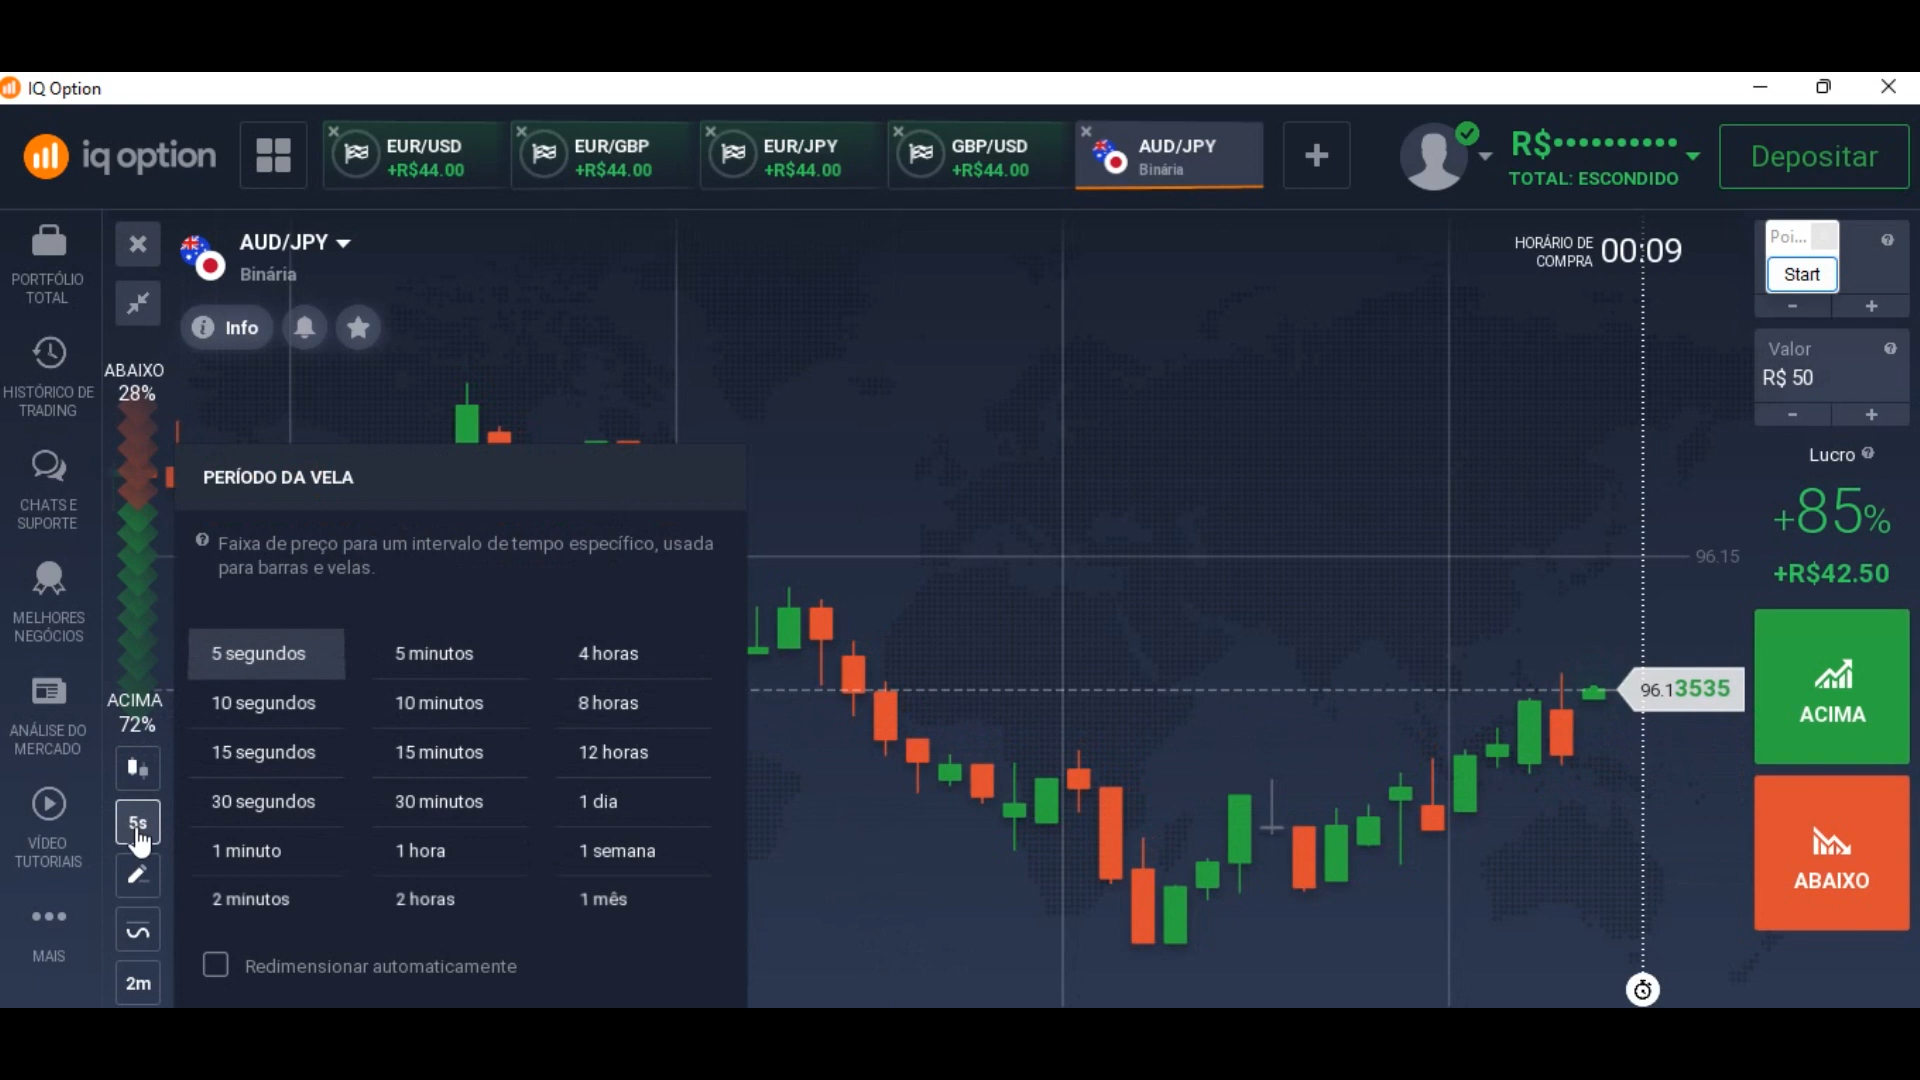 IQ Option
iq option
EUR/USD
+R$44.00
EUR/GBP
+R$44.00
EUR/JPY
+R$44.00
GBP/USD
+R$44.00
AUD/JPY
Binária
R$••••••••••
TOTAL: ESCONDIDO
Depositar
PORTFÓLIO
TOTAL
HISTÓRICO DE
TRADING
CHATS E
SUPORTE
MELHORES
NEGÓCIOS
ANÁLISE DO
MERCADO
VÍDEO
TUTORIAIS
MAIS
AUD/JPY
Binária
Info
ABAIXO
28%
ACIMA
72%
5s
2m
PERÍODO DA VELA
Faixa de preço para um intervalo de tempo específico, usada
para barras e velas.
5 segundos 5 minutos 4 horas
10 segundos 10 minutos 8 horas
15 segundos 15 minutos 12 horas
30 segundos 30 minutos 1 dia
1 minuto 1 hora 1 semana
2 minutos 2 horas 1 mês
Redimensionar automaticamente
HORÁRIO DE
COMPRA
00:09
96.15
96.13535
Poi...
Start
- +
Valor
R$ 50
- +
Lucro
+85%
+R$42.50
ACIMA
ABAIXO